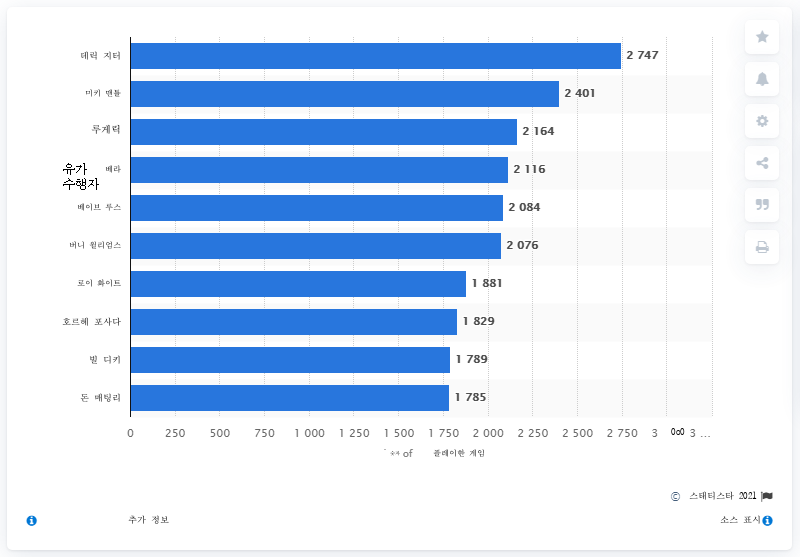 데릭 지터 2 747
미키 맨틀 2 401
루게릭 2 164
유가 베라 2 116
수행자
베이브 루스 2 084
버니 윌리엄스 2 076
로이 화이트 1 881
호르헤 포사다 1 829
빌 디키 1 789
돈 매팅리 1 785
0 250 500 750 1 000 1 250 1 500 1 750 2 000 2 250 2 500 2 750 3 0o0 3 ...
of 플레이한 게임
© 스태티스타 2021
추가 정보 소스 표시